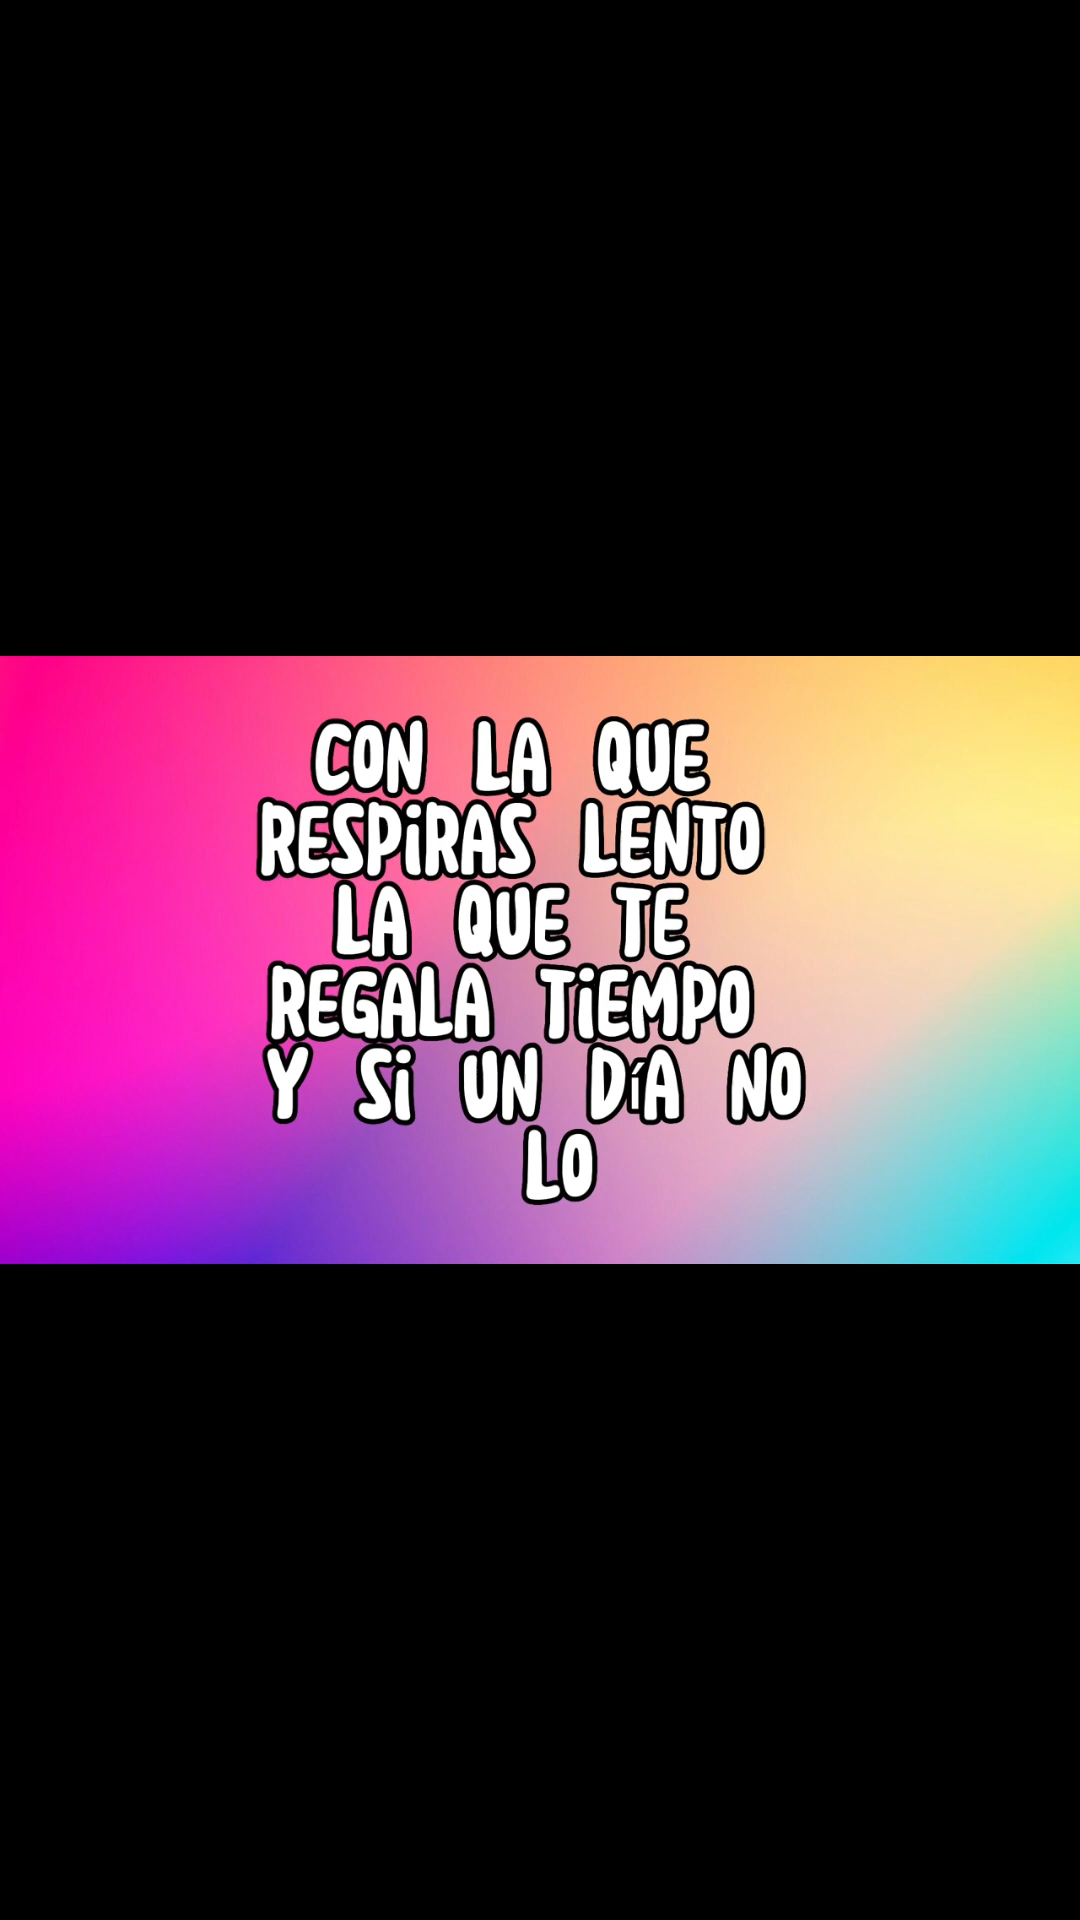 CON LA QUE
RESPiRAS LENTO
LA QUE TE
REGALA TiEMPO
Y Si UN DíA NO
LO